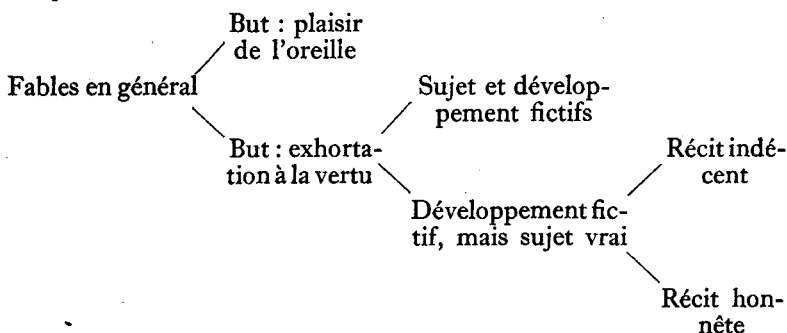 But : plaisir
de l'oreille
Fables en général
Sujet et dévelop-
pement fictifs
But : exhorta-
tion à la vertu
Récit indé-
cent
Développement fic-
tif, mais sujet vrai
Récit hon-
nête